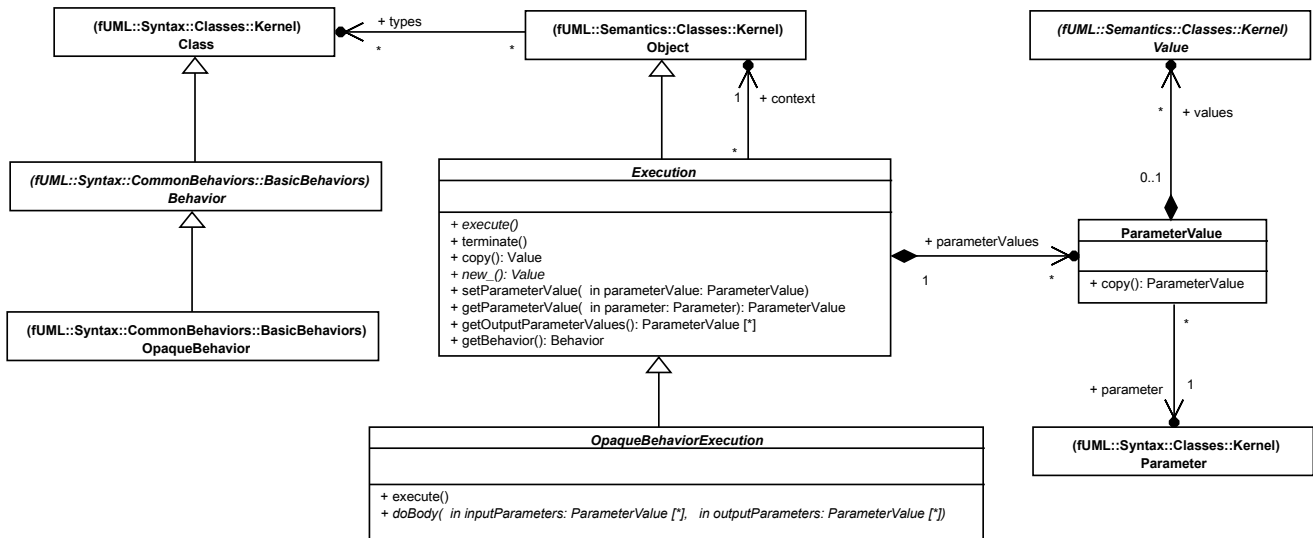 (fUML::Syntax::Classes::Kernel)
Class
+ types
*
*
(fUML::Semantics::Classes::Kernel)
Object
(fUML::Semantics::Classes::Kernel)
Value
1
+ context
*
*
+ values
0..1
(fUML::Syntax::CommonBehaviors::BasicBehaviors)
Behavior
Execution
+ execute()
+ terminate()
+ copy(): Value
+ new_(): Value
+ setParameterValue(  in parameterValue: ParameterValue)
+ getParameterValue(  in parameter: Parameter): ParameterValue
+ getOutputParameterValues(): ParameterValue [*]
+ getBehavior(): Behavior
+ parameterValues
1
*
ParameterValue
+ copy(): ParameterValue
(fUML::Syntax::CommonBehaviors::BasicBehaviors)
OpaqueBehavior
*
+ parameter
1
OpaqueBehaviorExecution
+ execute()
+ doBody(  in inputParameters: ParameterValue [*],   in outputParameters: ParameterValue [*])
(fUML::Syntax::Classes::Kernel)
Parameter